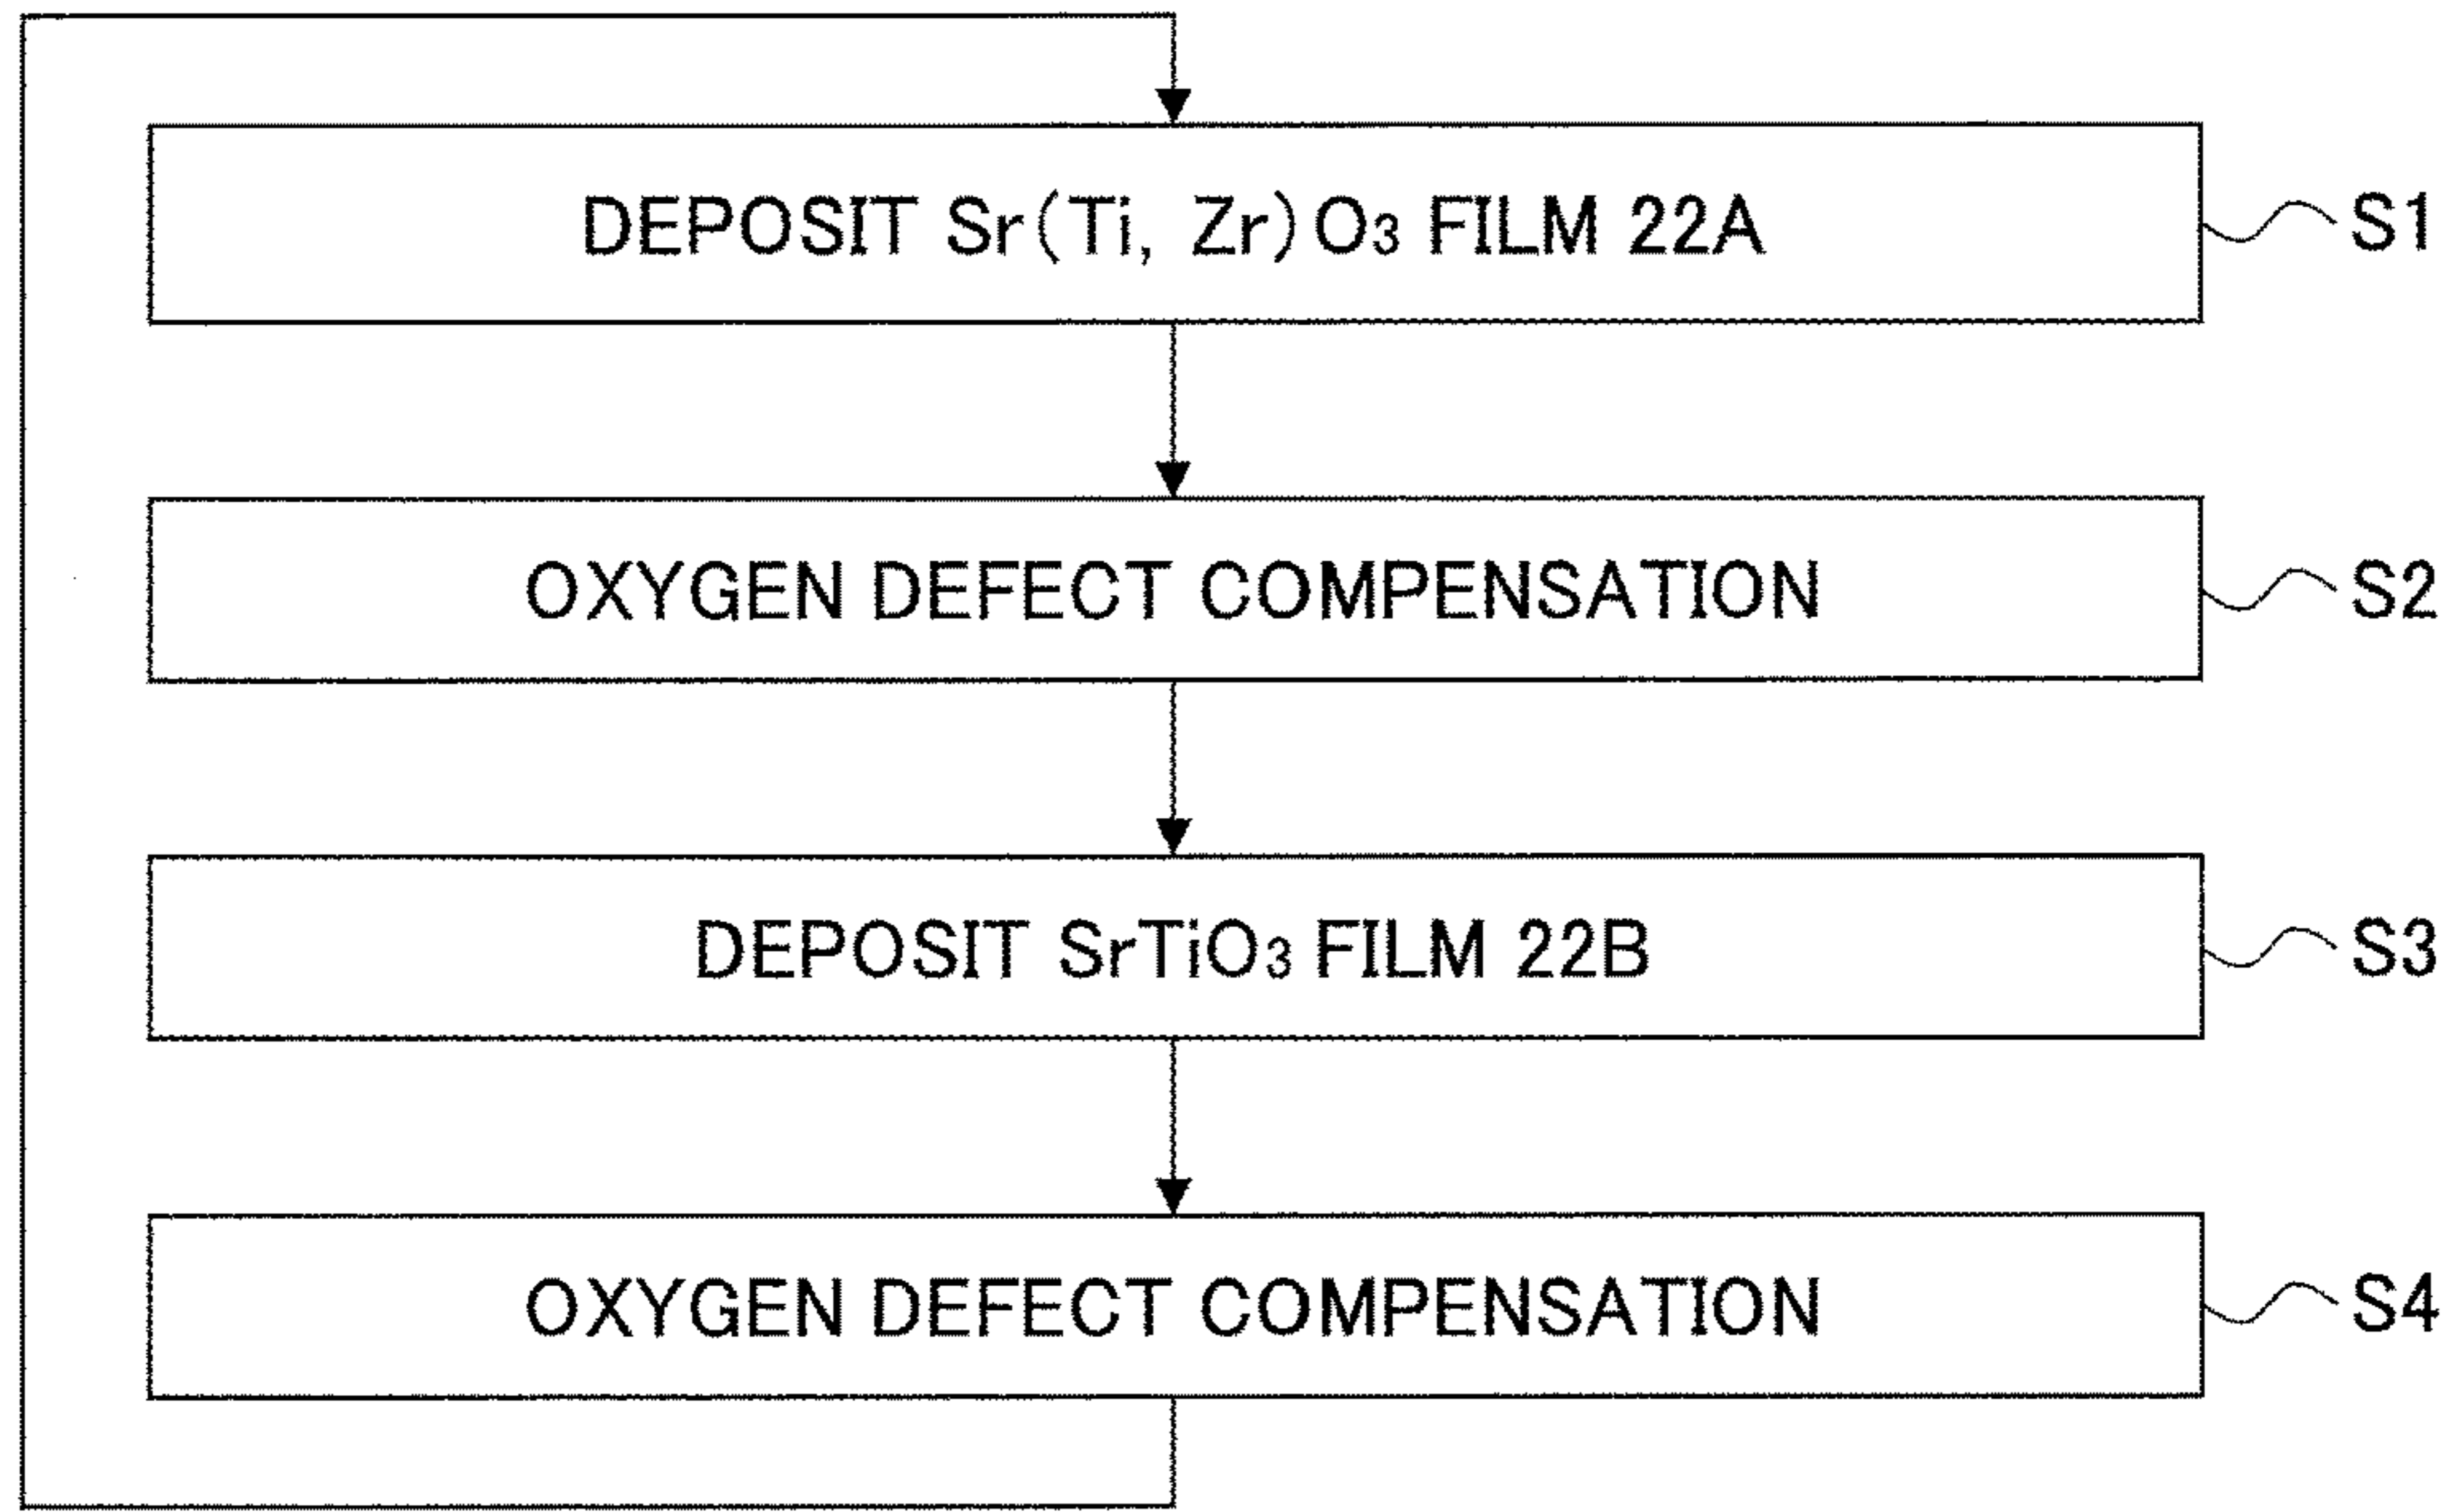 DEPOSIT Sr(Ti, Zr)O₃ FILM 22A S1
OXYGEN DEFECT COMPENSATION S2
DEPOSIT SrTiO₃ FILM 22B S3
OXYGEN DEFECT COMPENSATION S4